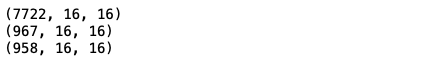 (7722, 16, 16)
(967, 16, 16)
(958, 16, 16)